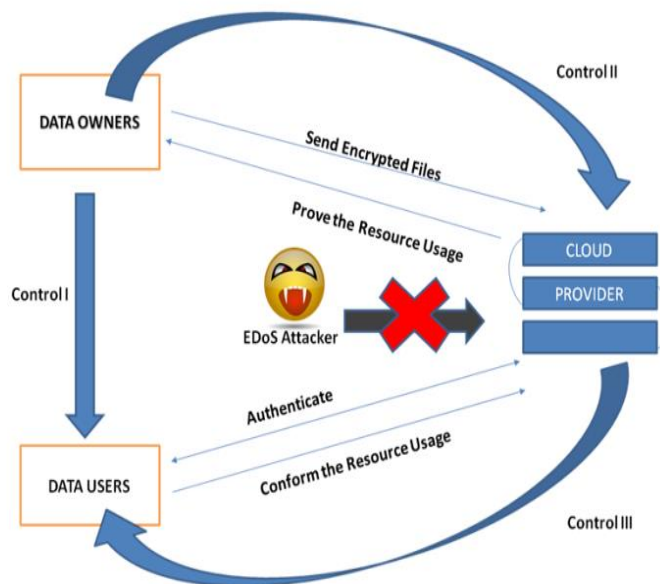 Control II
DATA OWNERS
Send Encrypted Files
Prove the Resource Usage
CLOUD
PROVIDER
Control I
EDoS Attacker
Authenticate
Conform the Resource Usage
DATA USERS
Control III